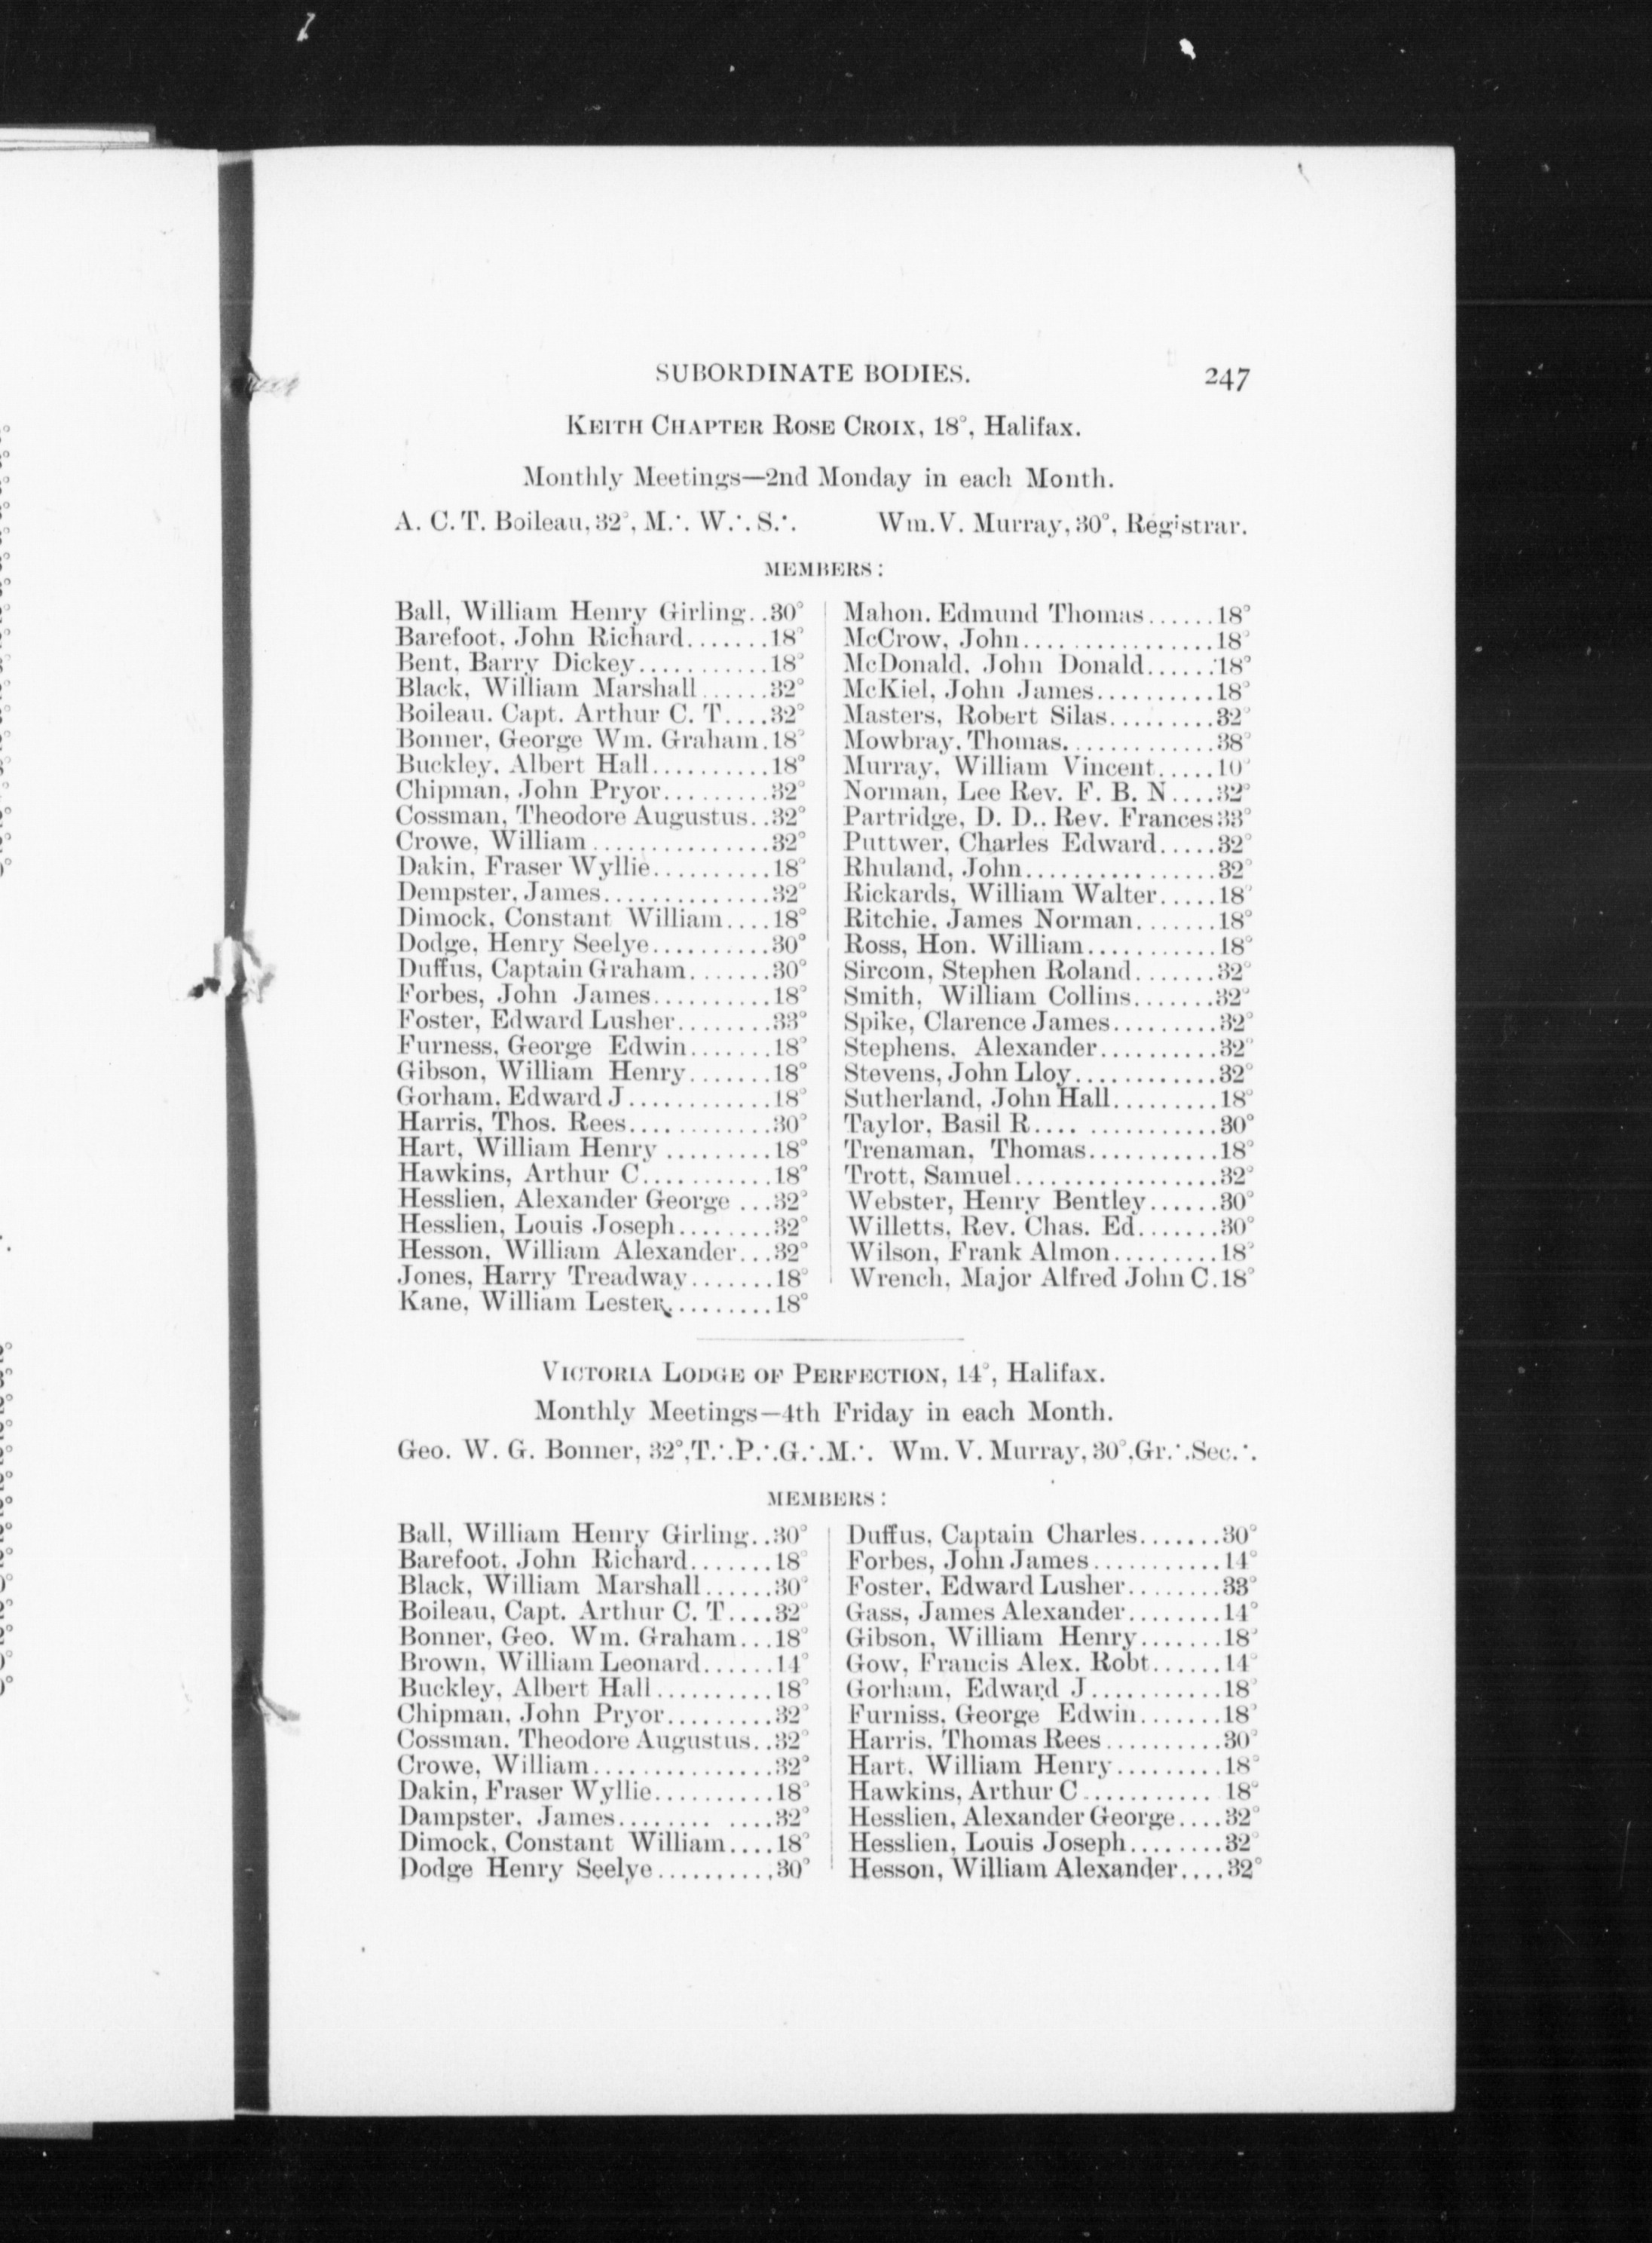 SUBORDINATE BODIES. 247
KEITH CHAPTER ROSE CROIX, 18°, Halifax.
Monthly Meetings—2nd Monday in each Month.
A. C. T. Boileau, 32°, M∴ W∴ S∴ Wm. V. Murray, 30°, Registrar.
MEMBERS:
Ball, William Henry Girling..30°
Barefoot, John Richard.......18°
Bent, Barry Dickey...........18°
Black, William Marshall......32°
Boileau. Capt. Arthur C. T....32°
Bonner, George Wm. Graham.18°
Buckley, Albert Hall..........18°
Chipman, John Pryor.........32°
Cossman, Theodore Augustus..32°
Crowe, William...............32°
Dakin, Fraser Wyllie..........18°
Dempster, James..............32°
Dimock, Constant William....18°
Dodge, Henry Seelye..........30°
Duffus, Captain Graham.......30°
Forbes, John James..........18°
Foster, Edward Lusher........33°
Furness, George Edwin.......18°
Gibson, William Henry.......18°
Gorham, Edward J............18°
Harris, Thos. Rees............30°
Hart, William Henry .........18°
Hawkins, Arthur C...........18°
Hesslien, Alexander George ...32°
Hesslien, Louis Joseph........32°
Hesson, William Alexander...32°
Jones, Harry Treadway.......18°
Kane, William Lester.........18°
Mahon. Edmund Thomas......18°
McCrow, John................18°
McDonald, John Donald......18°
McKiel, John James..........18°
Masters, Robert Silas.........32°
Mowbray, Thomas.............38°
Murray, William Vincent.....10°
Norman, Lee Rev. F. B. N....32°
Partridge, D. D., Rev. Frances 33°
Puttwer, Charles Edward.....32°
Rhuland, John................32°
Rickards, William Walter.....18°
Ritchie, James Norman.......18°
Ross, Hon. William...........18°
Sircom, Stephen Roland.......32°
Smith, William Collins.......32°
Spike, Clarence James.........32°
Stephens, Alexander..........32°
Stevens, John Lloy............32°
Sutherland, John Hall.........18°
Taylor, Basil R.... ...........30°
Trenaman, Thomas...........18°
Trott, Samuel.................32°
Webster, Henry Bentley......30°
Willetts, Rev. Chas. Ed.......30°
Wilson, Frank Almon.........18°
Wrench, Major Alfred John C.18°
VICTORIA LODGE OF PERFECTION, 14°, Halifax.
Monthly Meetings—4th Friday in each Month.
Geo. W. G. Bonner, 32°, T∴P∴G∴M∴ Wm. V. Murray, 30°, Gr∴Sec∴
MEMBERS:
Ball, William Henry Girling..30°
Barefoot, John Richard.......18°
Black, William Marshall......30°
Boileau, Capt. Arthur C. T....32°
Bonner, Geo. Wm. Graham...18°
Brown, William Leonard......14°
Buckley, Albert Hall..........18°
Chipman, John Pryor.........32°
Cossman. Theodore Augustus..32°
Crowe, William...............32°
Dakin, Fraser Wyllie..........18°
Dampster, James........ ....32°
Dimock, Constant William....18°
Dodge Henry Seelye..........30°
Duffus, Captain Charles.......30°
Forbes, John James...........14°
Foster, Edward Lusher........33°
Gass, James Alexander........14°
Gibson, William Henry.......18°
Gow, Francis Alex. Robt......14°
Gorham, Edward J...........18°
Furniss, George Edwin.......18°
Harris, Thomas Rees..........30°
Hart, William Henry.........18°
Hawkins, Arthur C........... 18°
Hesslien, Alexander George....32°
Hesslien, Louis Joseph........32°
Hesson, William Alexander....32°